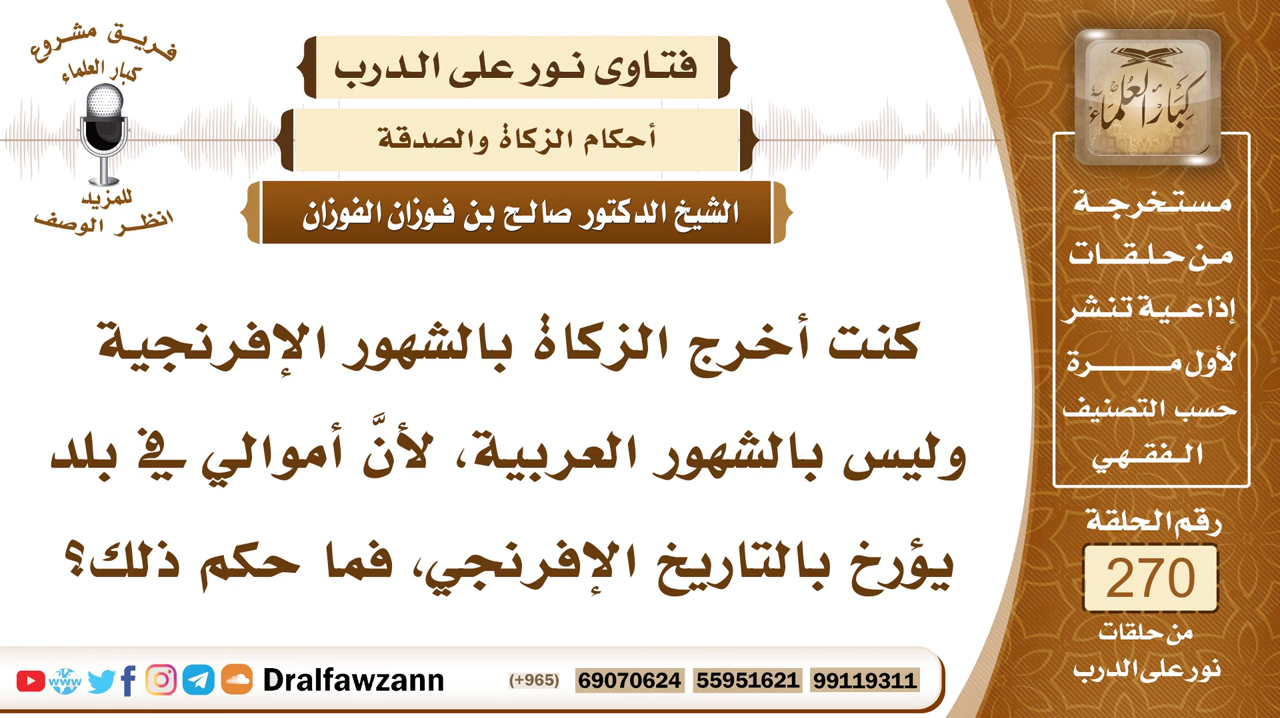 فريق مشروع
كبار العلماء
للمزيد
انظر الوصف
فتاوى نور على الدرب
أحكام الزكاة والصدقة
الشيخ الدكتور صالح بن فوزان الفوزان
كنت أخرج الزكاة بالشهور الإفرنجية
وليس بالشهور العربية، لأنَّ أموالي في بلد
يؤرخ بالتاريخ الإفرنجي، فما حكم ذلك؟
كبار العلماء
مستخرجة
من حلقات
إذاعية تنشر
لأول مرة
حسب التصنيف
الفقهي
رقم الحلقة
270
من حلقات
نور على الدرب
www Dralfawzann (+965) 69070624 55951621 99119311